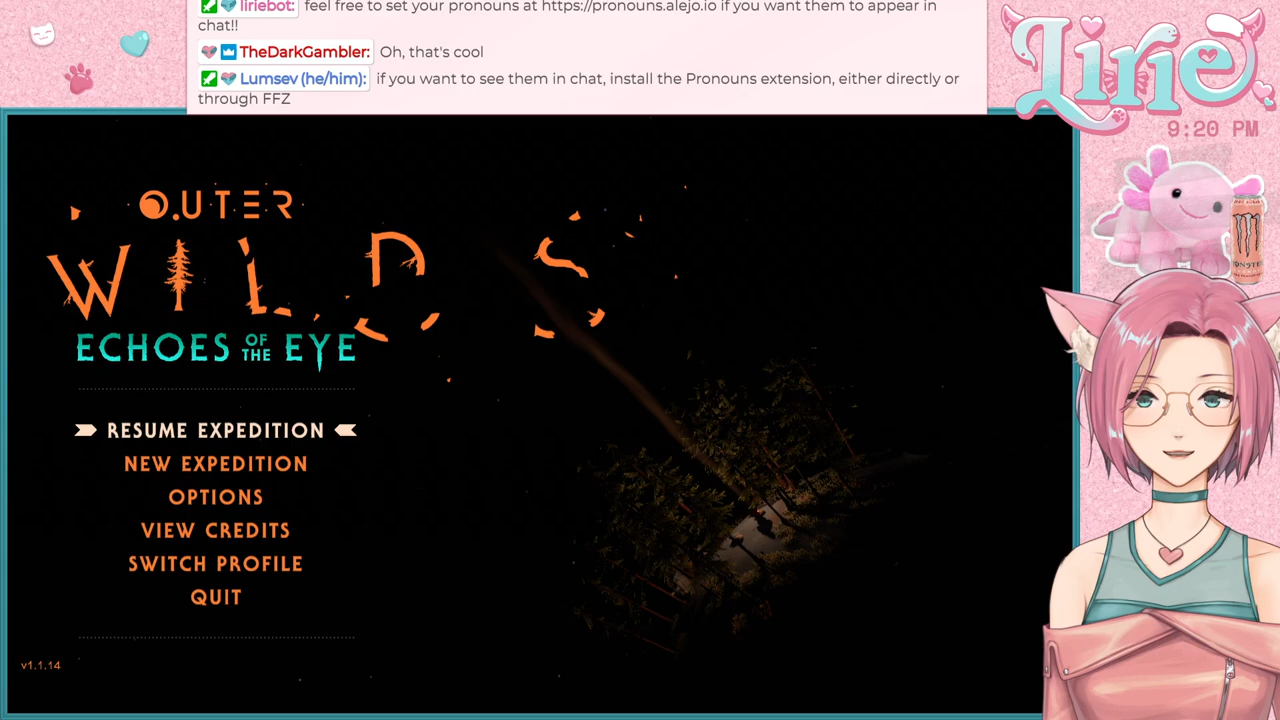 liriebot: feel free to set your pronouns at https://pronouns.alejo.io if you want them to appear in
chat!!
TheDarkGambler: Oh, that's cool
Lumsev (he/him): if you want to see them in chat, install the Pronouns extension, either directly or
through FFZ
Lirie
9:20 PM
MONSTER
OUTER
WILDS
ECHOES OF THE EYE
RESUME EXPEDITION
NEW EXPEDITION
OPTIONS
VIEW CREDITS
SWITCH PROFILE
QUIT
v1.1.14